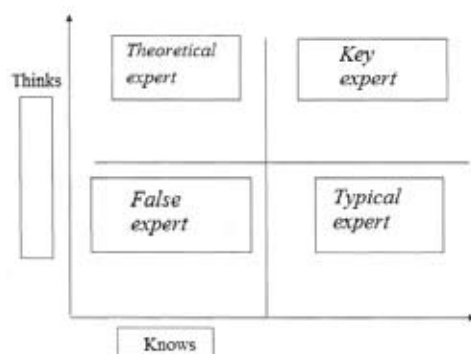 Thinks
Theoretical
expert
Key
expert
False
expert
Typical
expert
Knows